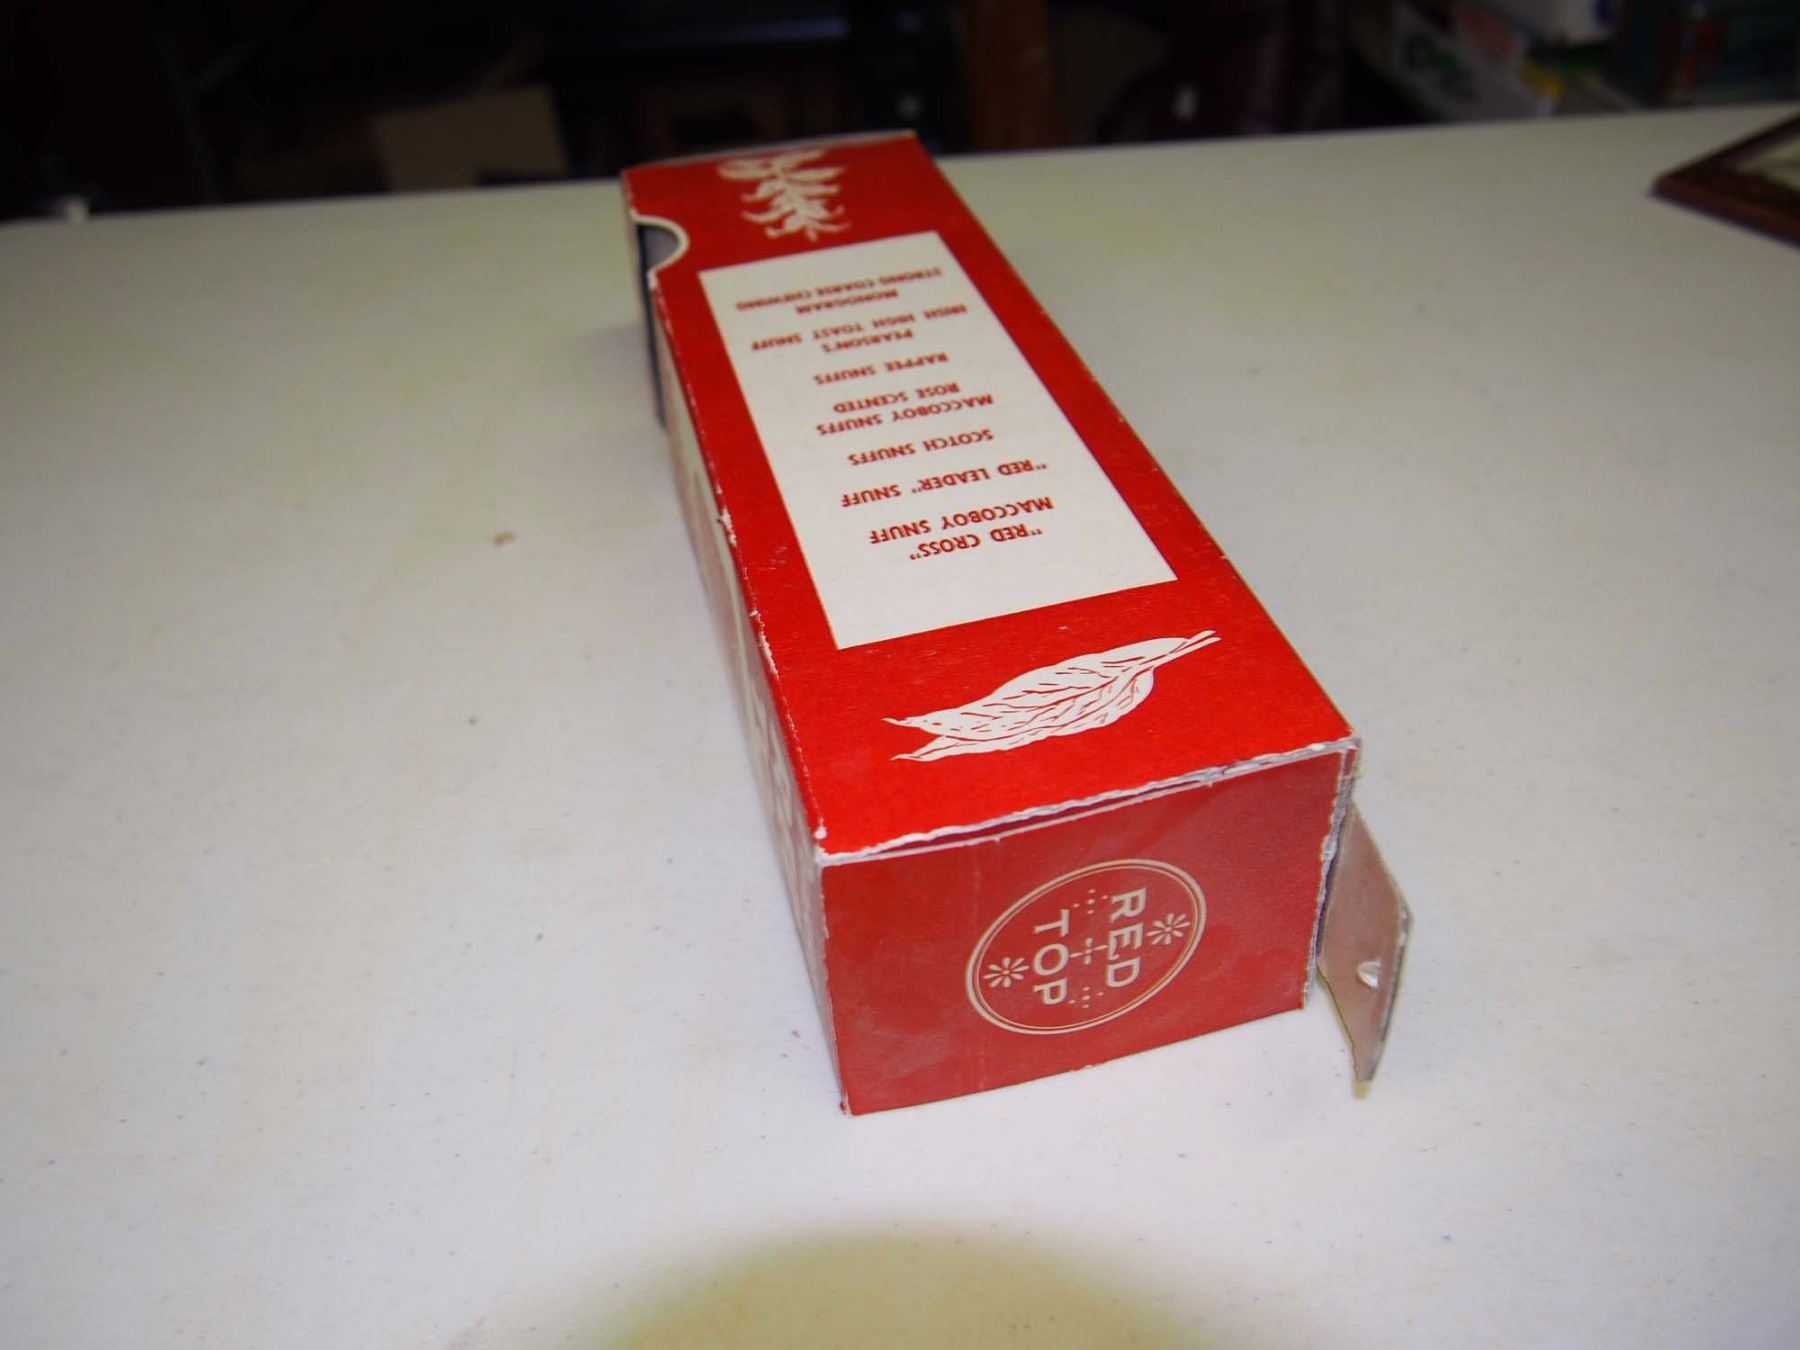 "RED CROSS"
MACCOBOY SNUFF
"RED LEADER" SNUFF
SCOTCH SNUFFS
MACCOBOY SNUFFS
ROSE SCENTED
RAPPEE SNUFFS
PEARSON'S
IRISH HIGH TOAST SNUFF
MONOGRAM
STRONG COARSE CHEWING
RED
TOP